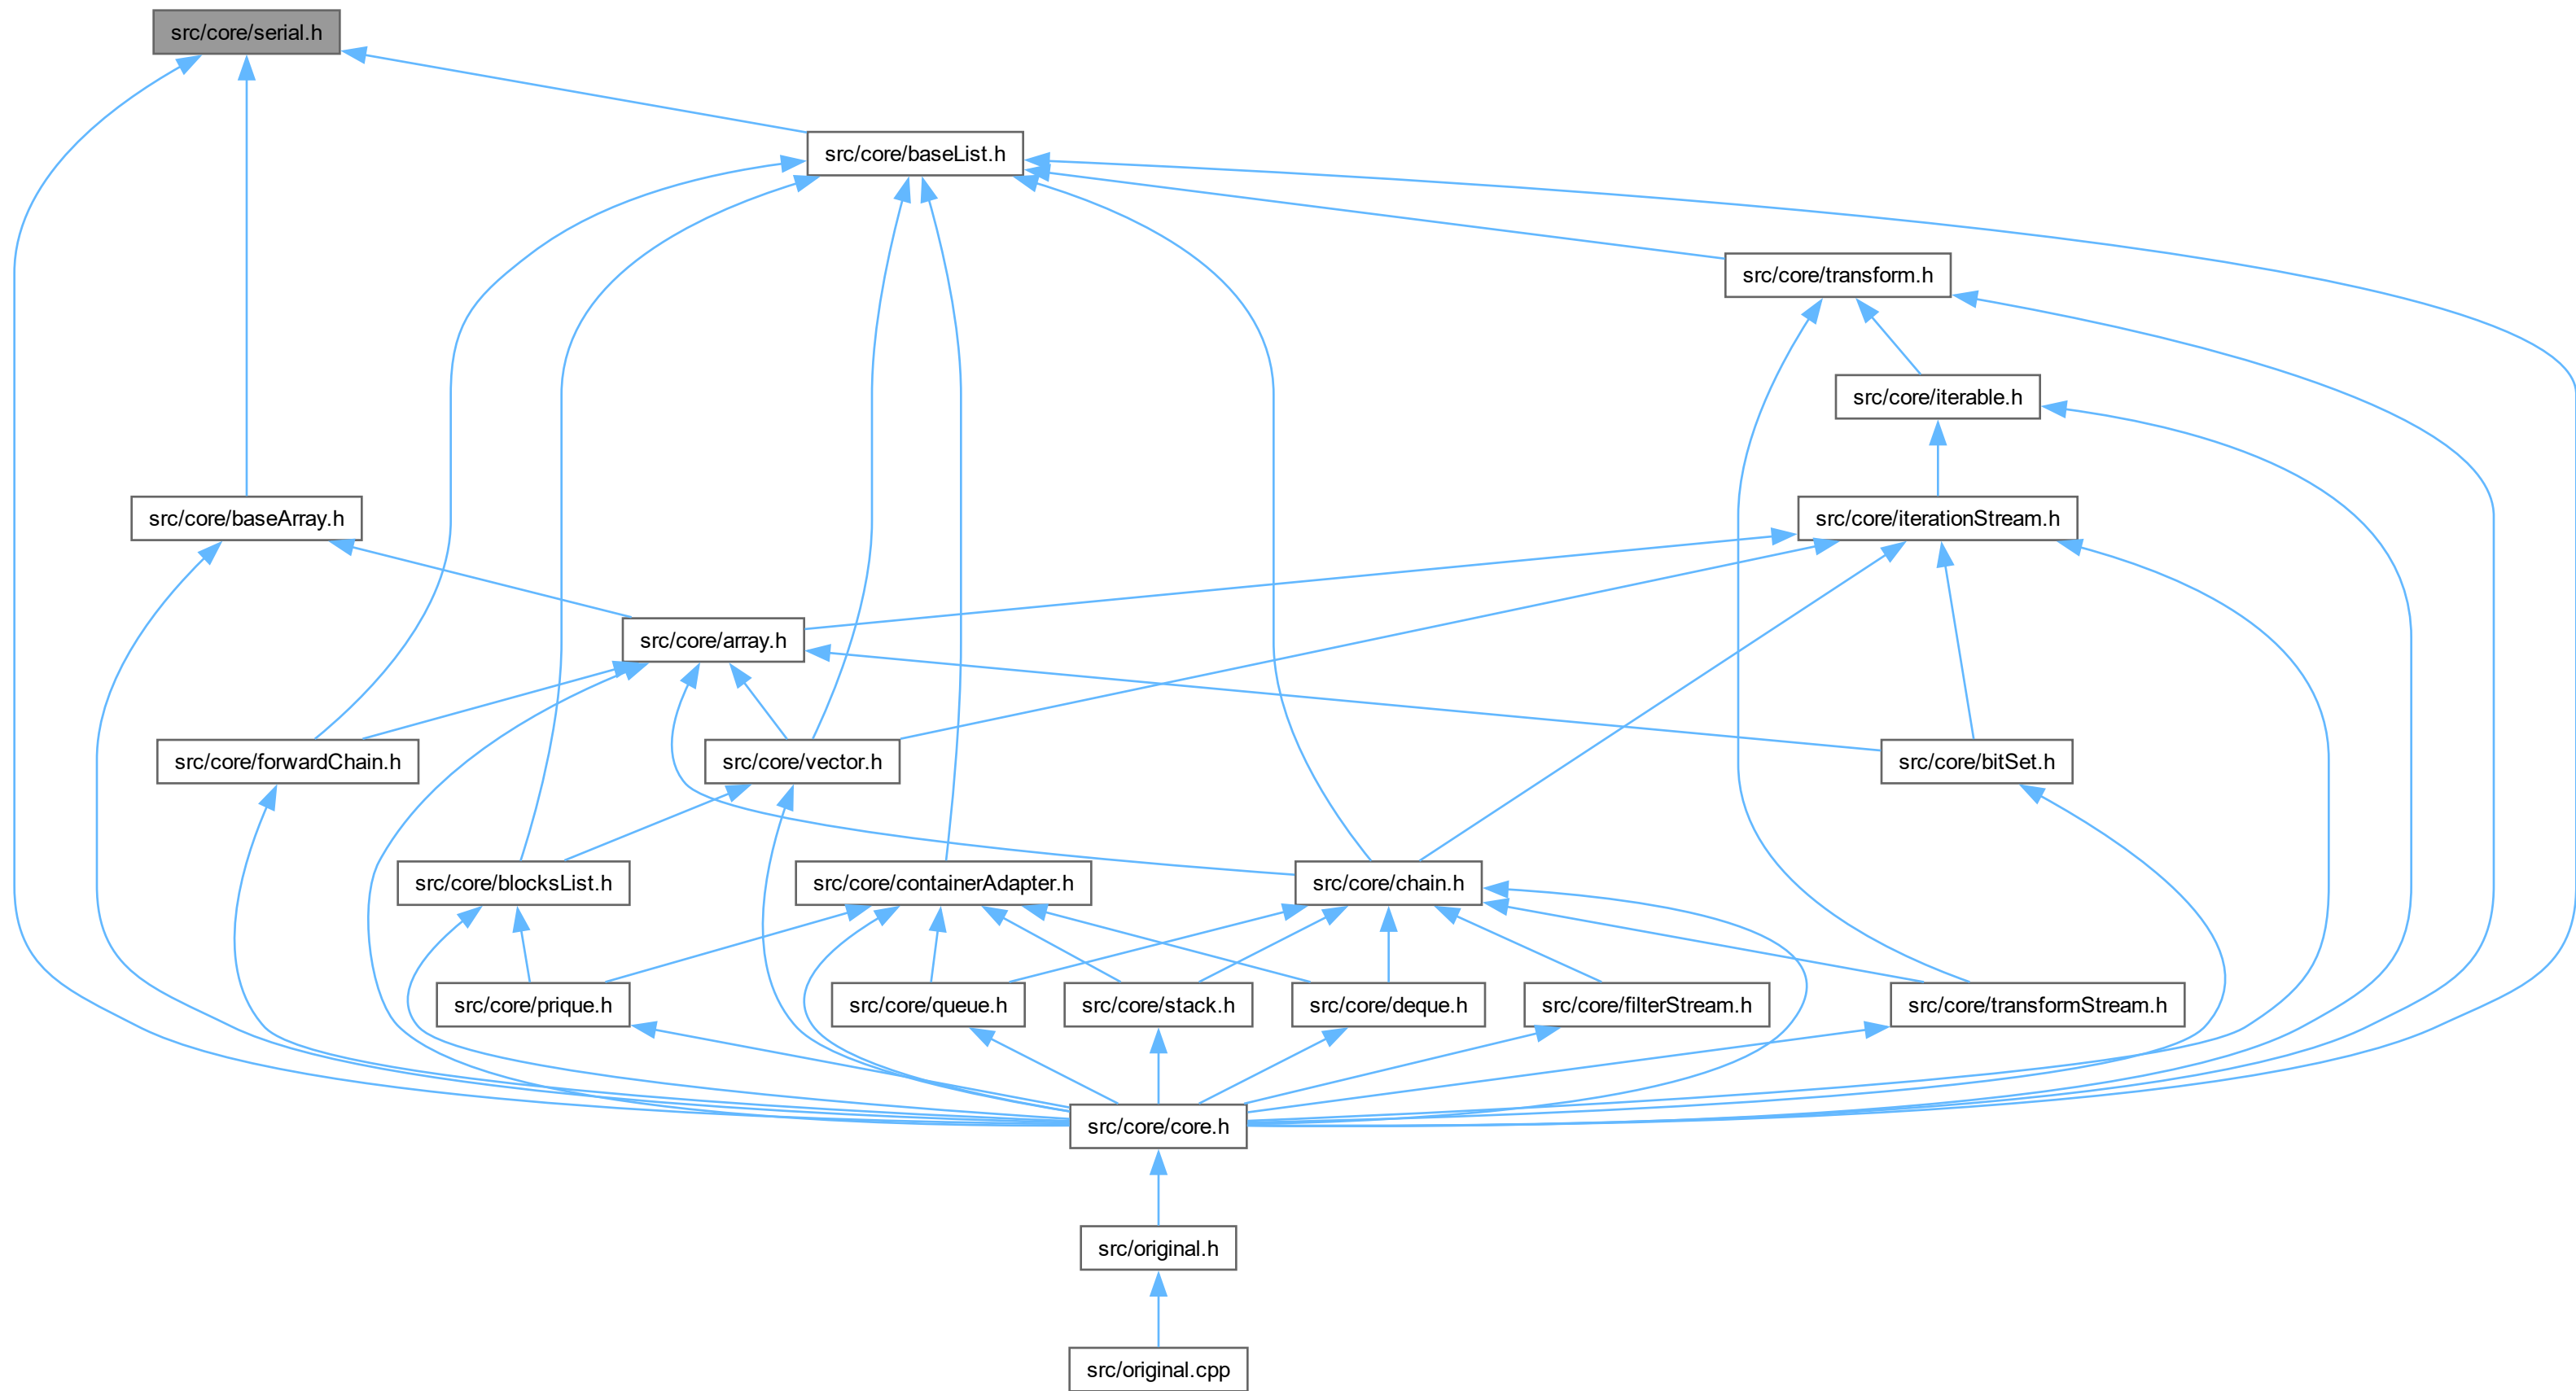 src/core/serial.h
src/core/baseList.h
src/core/transform.h
src/core/iterable.h
src/core/baseArray.h
src/core/iterationStream.h
src/core/array.h
src/core/forwardChain.h
src/core/vector.h
src/core/bitSet.h
src/core/blocksList.h
src/core/containerAdapter.h
src/core/chain.h
src/core/prique.h
src/core/queue.h
src/core/stack.h
src/core/deque.h
src/core/filterStream.h
src/core/transformStream.h
src/core/core.h
src/original.h
src/original.cpp